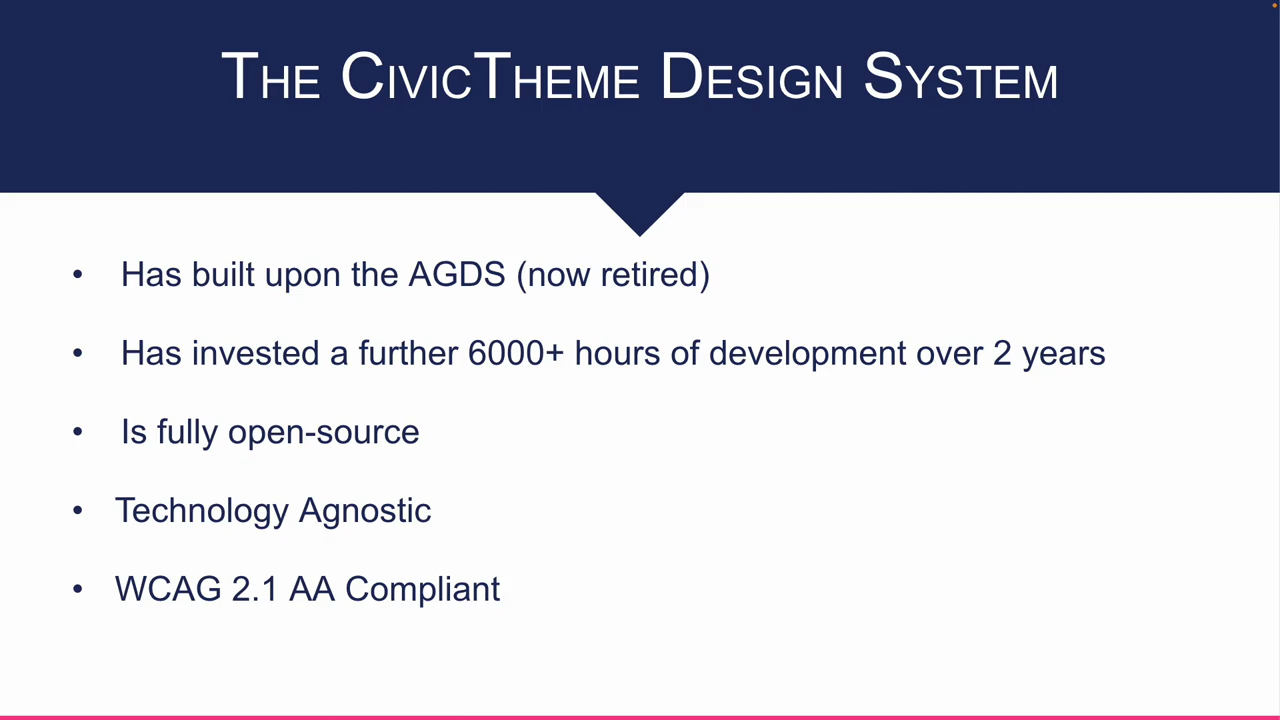 The CivicTheme Design System
• Has built upon the AGDS (now retired)
• Has invested a further 6000+ hours of development over 2 years
• Is fully open-source
• Technology Agnostic
• WCAG 2.1 AA Compliant